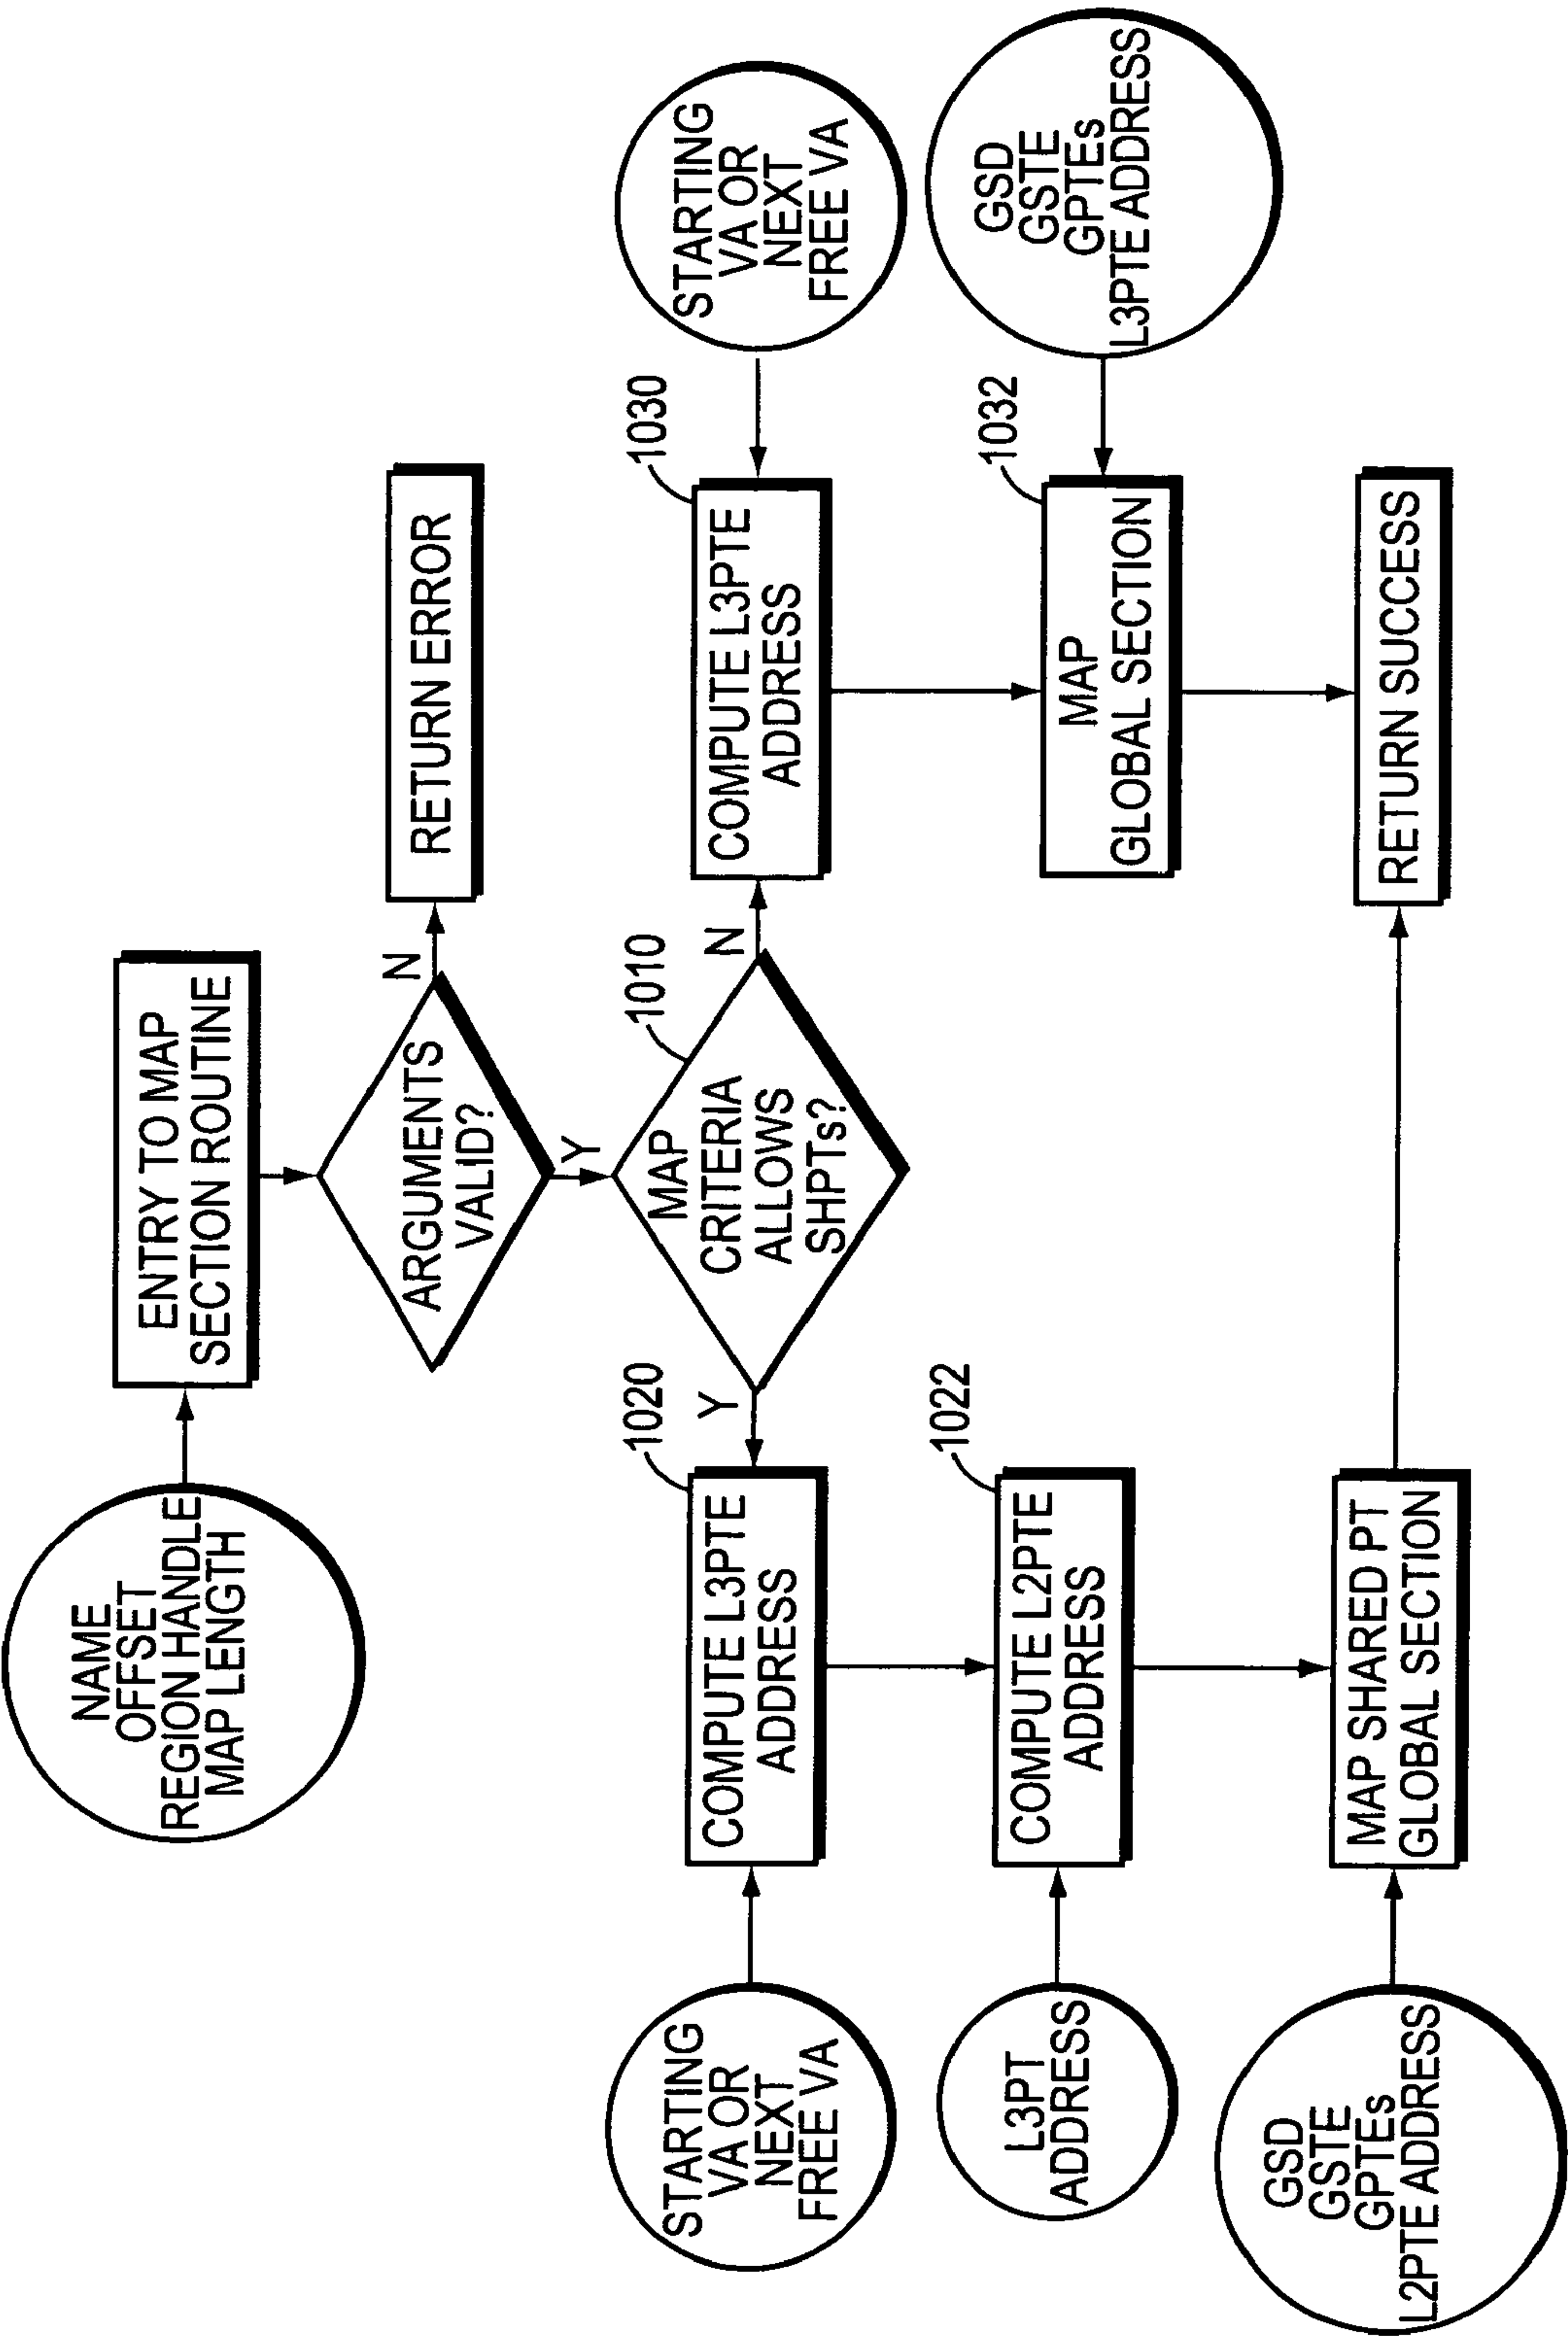 NAME
OFFSET
REGION HANDLE
MAP LENGTH
ENTRY TO MAP
SECTION ROUTINE
ARGUMENTS
VALID?
N
RETURN ERROR
Y
1010
MAP
CRITERIA
ALLOWS
SHPTs?
Y
N
1020
COMPUTE L3PTE
ADDRESS
STARTING
VA OR
NEXT
FREE VA
1030
COMPUTE L3PTE
ADDRESS
STARTING
VA OR
NEXT
FREE VA
L3PT
ADDRESS
1022
COMPUTE L2PTE
ADDRESS
1032
MAP
GLOBAL SECTION
GSD
GSTE
GPTEs
L3PTE ADDRESS
GSD
GSTE
GPTEs
L2PTE ADDRESS
MAP SHARED PT
GLOBAL SECTION
RETURN SUCCESS